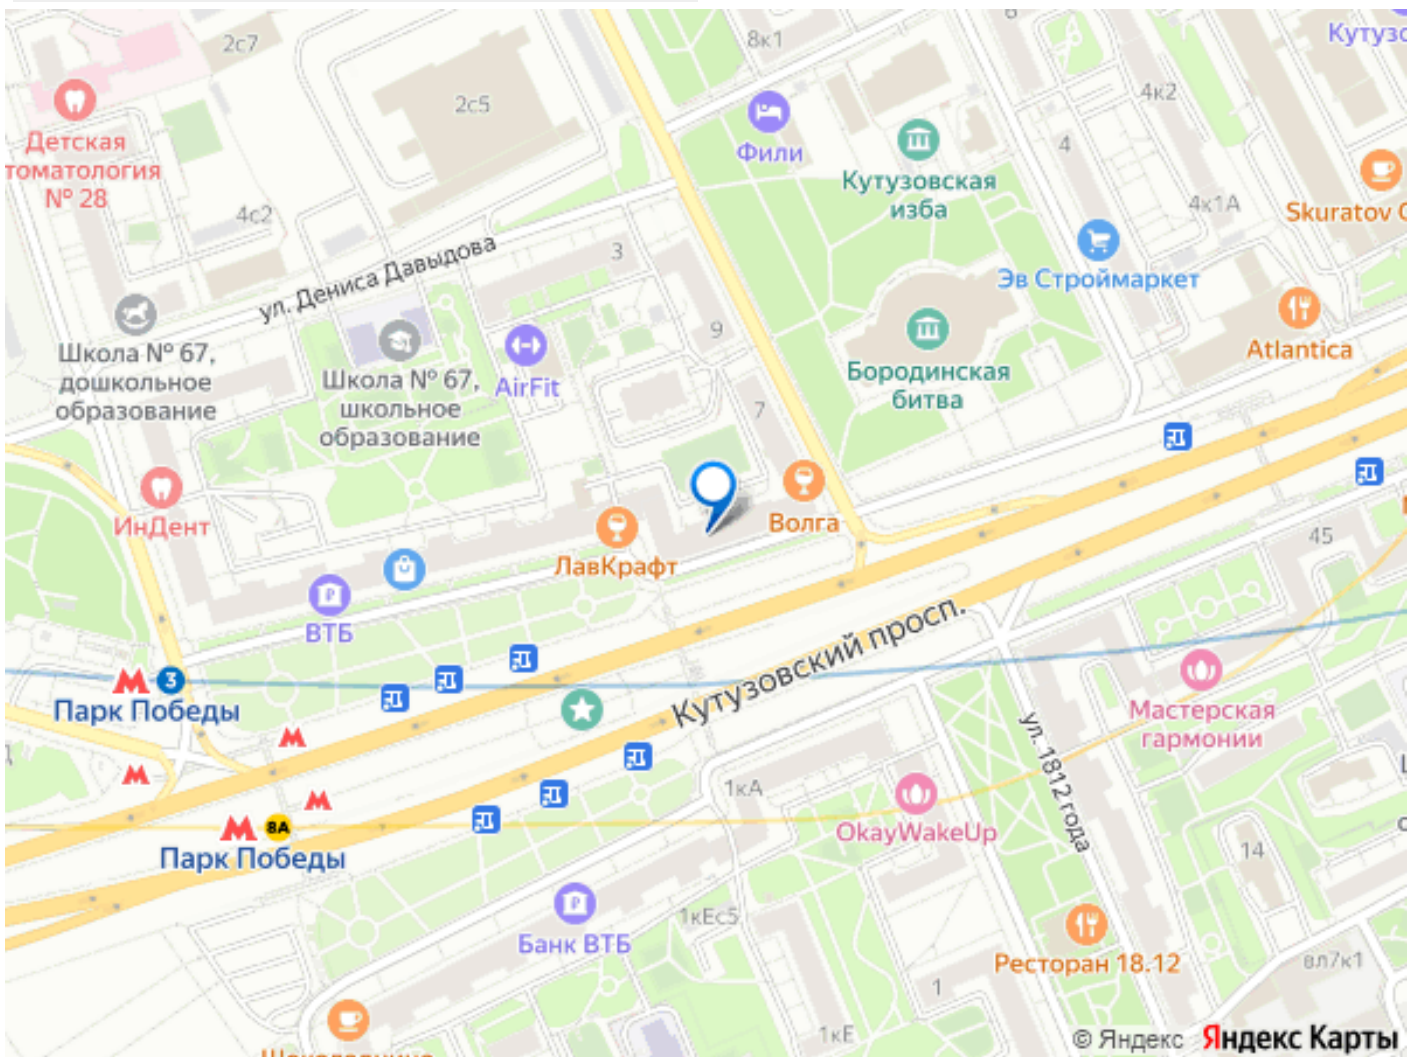 2с7
8к1
6
Кутузо
2с5
4к2
Детская
томатология
№ 28
Фили
4
Кутузовская
изба
4к1А
Skuratov C
4с2
ул. Дениса Давыдова
3
Эв Строймаркет
9
Школа № 67,
дошкольное
образование
Школа № 67,
школьное
образование
AirFit
Бородинская
битва
Atlantica
7
ИнДент
Волга
ЛавКрафт
45
ВТБ
Кутузовский просп.
3
Парк Победы
ул. 1812 года
Мастерская
гармонии
1кА
8А
Парк Победы
OkayWakeUp
14
1кЕс5
Банк ВТБ
Ресторан 18.12
вл7к1
1
1кЕ
© Яндекс Яндекс Карты